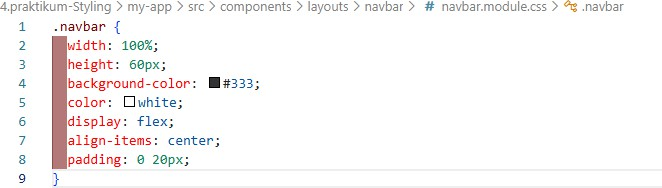 4.praktikum-Styling > my-app > src > components > layouts > navbar > # navbar.module.css > .navbar
1 .navbar {
2 width: 100%;
3 height: 60px;
4 background-color: #333;
5 color: white;
6 display: flex;
7 align-items: center;
8 padding: 0 20px;
9 }